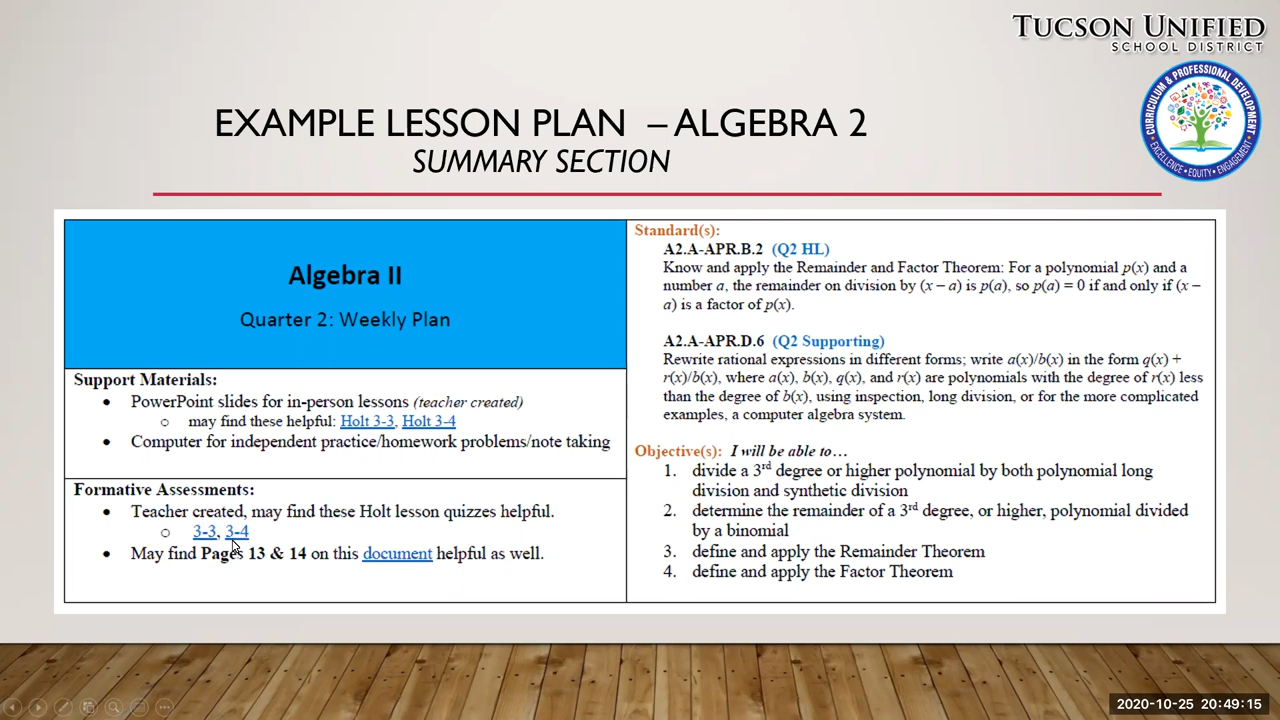 TUCSON UNIFIED
SCHOOL DISTRICT
CURRICULUM & PROFESSIONAL DEVELOPMENT
EXCELLENCE • EQUITY • ENGAGEMENT
EXAMPLE LESSON PLAN – ALGEBRA 2
SUMMARY SECTION
Algebra II
Quarter 2: Weekly Plan
Support Materials:
• PowerPoint slides for in-person lessons (teacher created)
o may find these helpful: Holt 3-3, Holt 3-4
• Computer for independent practice/homework problems/note taking
Formative Assessments:
• Teacher created, may find these Holt lesson quizzes helpful.
o 3-3, 3-4
• May find Pages 13 & 14 on this document helpful as well.
Standard(s):
A2.A-APR.B.2 (Q2 HL)
Know and apply the Remainder and Factor Theorem: For a polynomial p(x) and a
number a, the remainder on division by (x – a) is p(a), so p(a) = 0 if and only if (x –
a) is a factor of p(x).
A2.A-APR.D.6 (Q2 Supporting)
Rewrite rational expressions in different forms; write a(x)/b(x) in the form q(x) +
r(x)/b(x), where a(x), b(x), q(x), and r(x) are polynomials with the degree of r(x) less
than the degree of b(x), using inspection, long division, or for the more complicated
examples, a computer algebra system.
Objective(s): I will be able to…
1. divide a 3rd degree or higher polynomial by both polynomial long
division and synthetic division
2. determine the remainder of a 3rd degree, or higher, polynomial divided
by a binomial
3. define and apply the Remainder Theorem
4. define and apply the Factor Theorem
2020-10-25 20:49:15